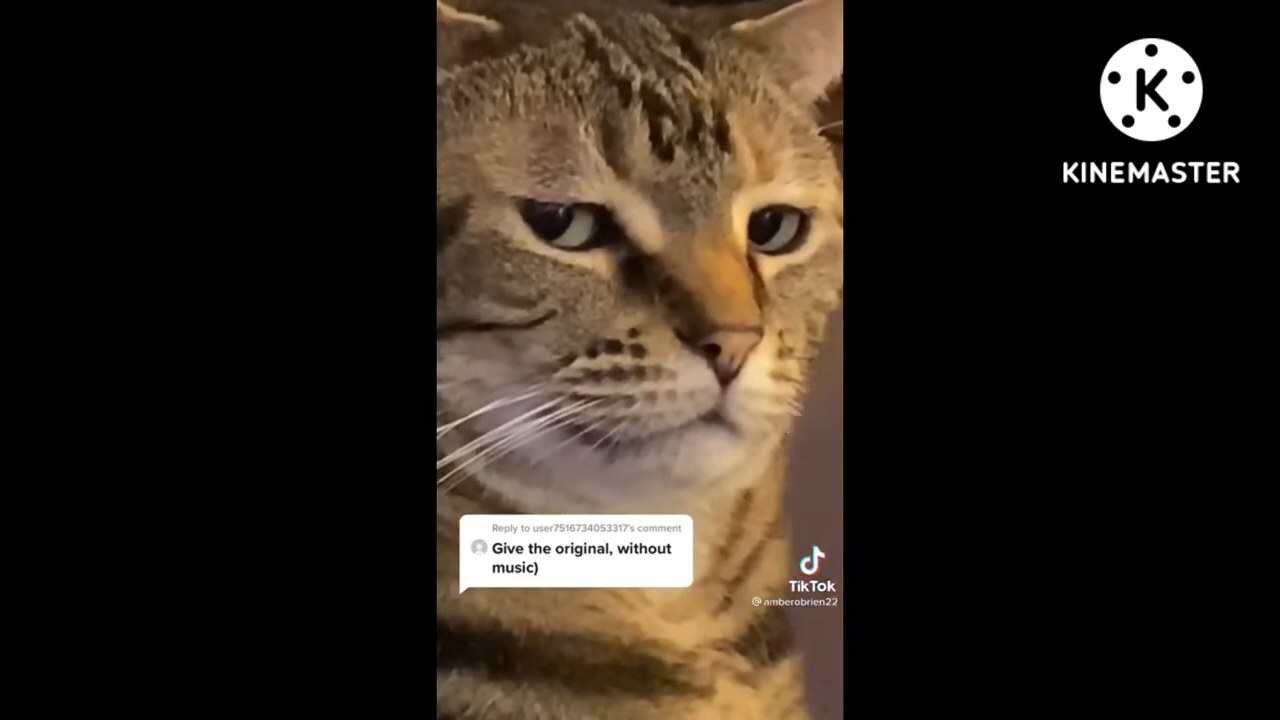 K
KINEMASTER
Reply to user7516734053317's comment
Give the original, without
music)
TikTok
@amberobrien22